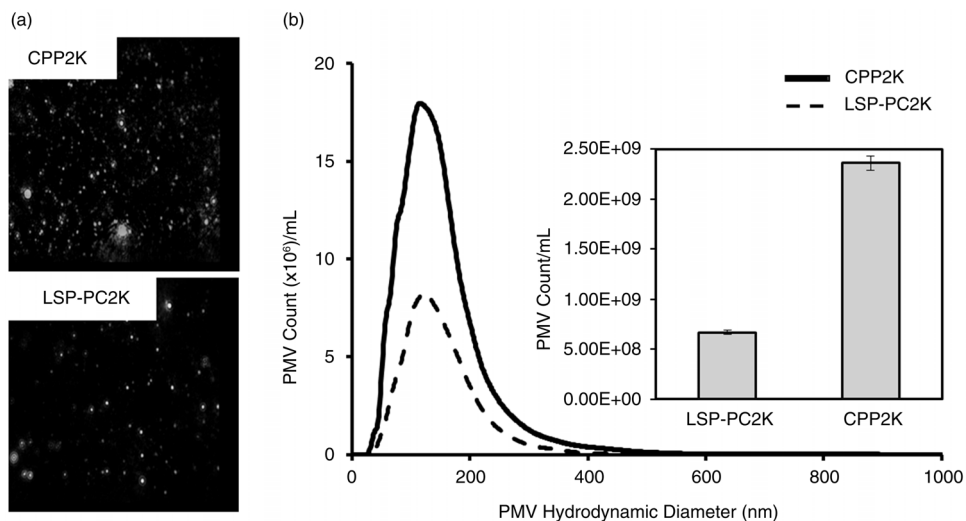 (a)
CPP2K
LSP-PC2K
(b)
PMV Count (x10⁶)/mL
20
15
10
5
0
0 200 400 600 800 1000
PMV Hydrodynamic Diameter (nm)
CPP2K
LSP-PC2K
PMV Count/mL
2.50E+09
2.00E+09
1.50E+09
1.00E+09
5.00E+08
0.00E+00
LSP-PC2K CPP2K